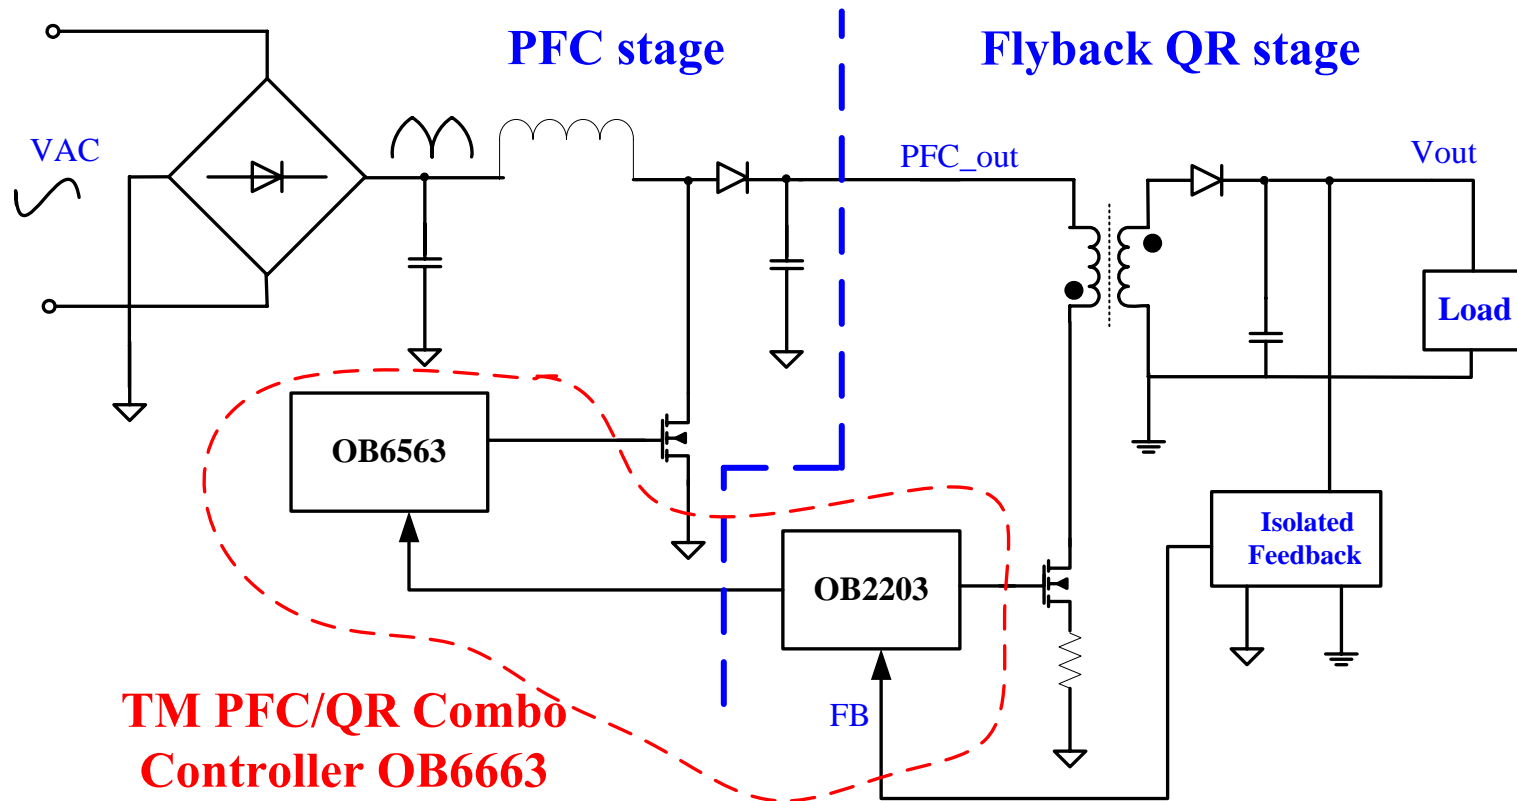 PFC stage
Flyback QR stage
VAC
PFC_out
Vout
Load
OB6563
Isolated
Feedback
OB2203
FB
TM PFC/QR Combo
Controller OB6663